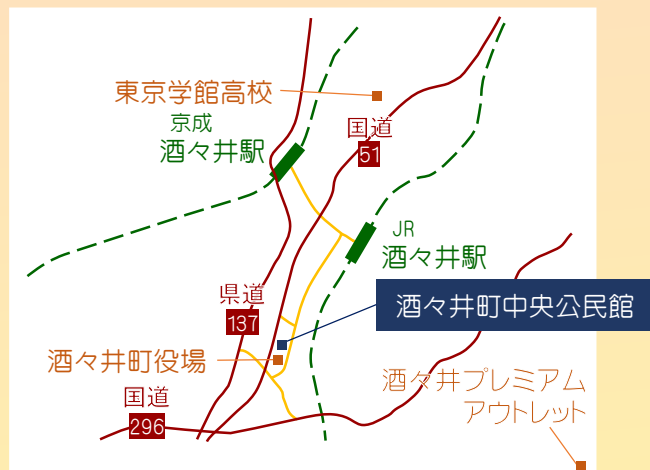 東京学館高校
京成
酒々井駅
国道
51
JR
酒々井駅
県道
137
酒々井町中央公民館
酒々井町役場
国道
296
酒々井プレミアム
アウトレット